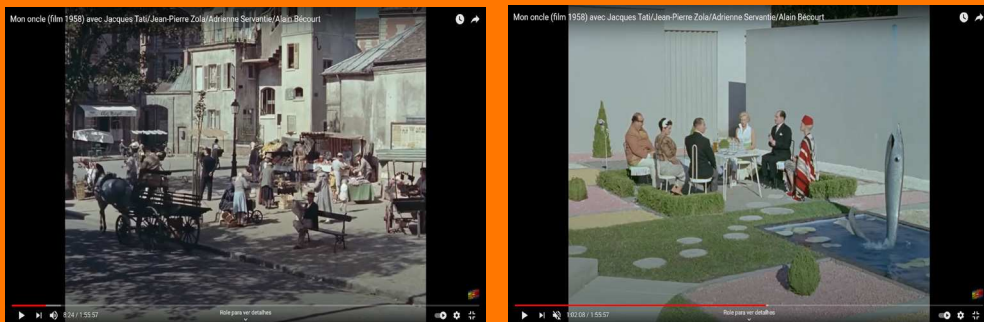 Mon oncle (film 1958) avec Jacques Tati/Jean-Pierre Zola/Adrienne Servantie/Alain Bécourt
8:24 / 1:55:57
Role para ver detalhes
Mon oncle (film 1958) avec Jacques Tati/Jean-Pierre Zola/Adrienne Servantie/Alain Bécourt
1:02:08 / 1:55:57
Role para ver detalhes